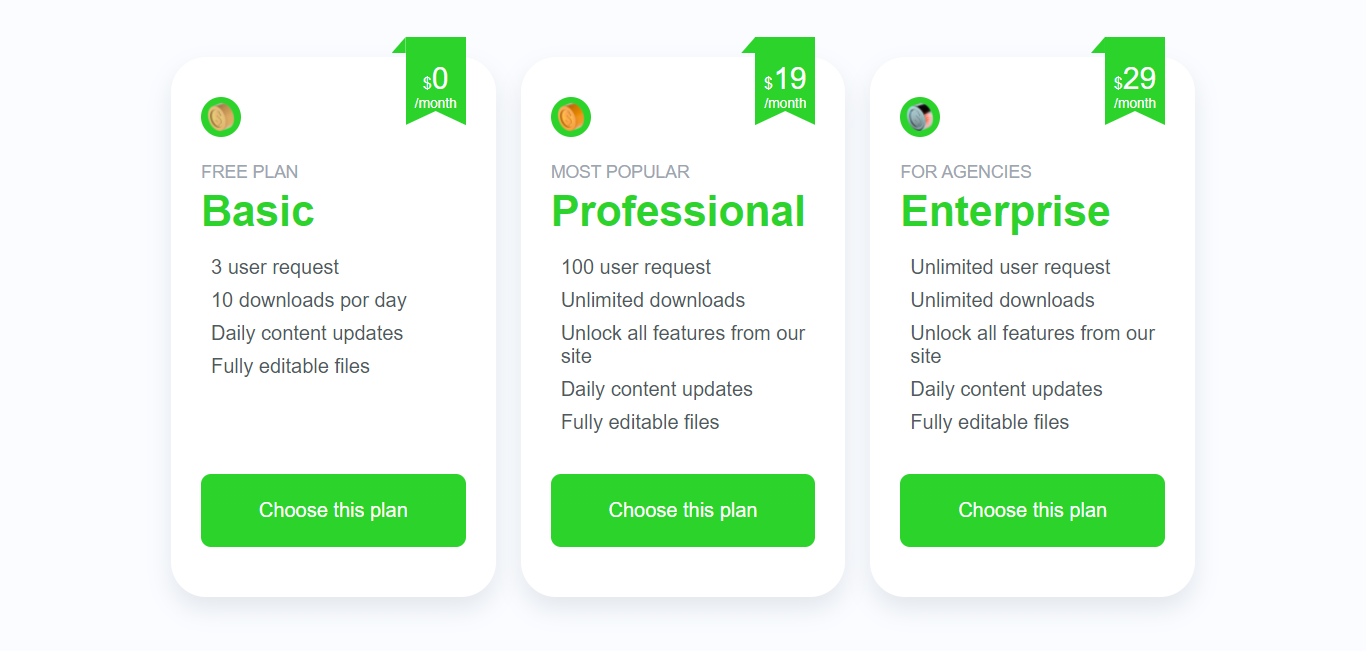 $0
/month
FREE PLAN
Basic
3 user request
10 downloads por day
Daily content updates
Fully editable files
Choose this plan
$19
/month
MOST POPULAR
Professional
100 user request
Unlimited downloads
Unlock all features from our
site
Daily content updates
Fully editable files
Choose this plan
$29
/month
FOR AGENCIES
Enterprise
Unlimited user request
Unlimited downloads
Unlock all features from our
site
Daily content updates
Fully editable files
Choose this plan